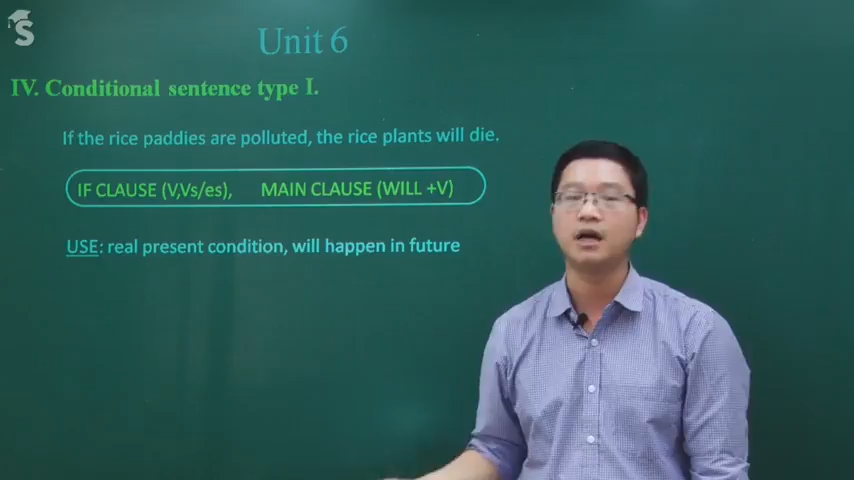 S
Unit 6
IV. Conditional sentence type I.
If the rice paddies are polluted, the rice plants will die.
IF CLAUSE (V,Vs/es), MAIN CLAUSE (WILL +V)
USE: real present condition, will happen in future